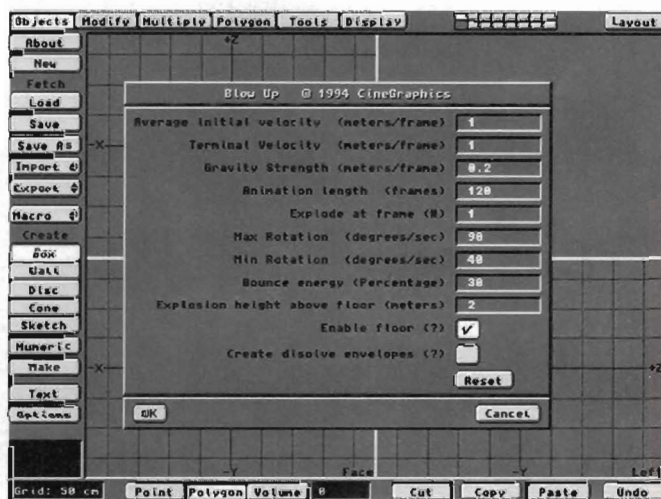 Objects Modify Multiply Polygon Tools Display Layout
About
New
Fetch
Load
Save
Save As
Import
Export
Macro
Create
Box
Ball
Disc
Cone
Sketch
Numeric
Make
Text
Options
+Z
-X
Blow Up © 1994 CineGraphics
Average initial velocity (meters/frame) 1
Terminal Velocity (meters/frame) 1
Gravity Strength (meters/frame) 0.2
Animation length (frames) 120
Explode at frame (#) 1
Max Rotation (degrees/sec) 90
Min Rotation (degrees/sec) 40
Bounce energy (Percentage) 30
Explosion height above floor (meters) 2
Enable floor (?)
Create disolve envelopes (?)
Reset
OK Cancel
-X +Z
-Y Face -Y Left
Grid: 50 cm Point Polygon Volume 0 Cut Copy Paste Undo